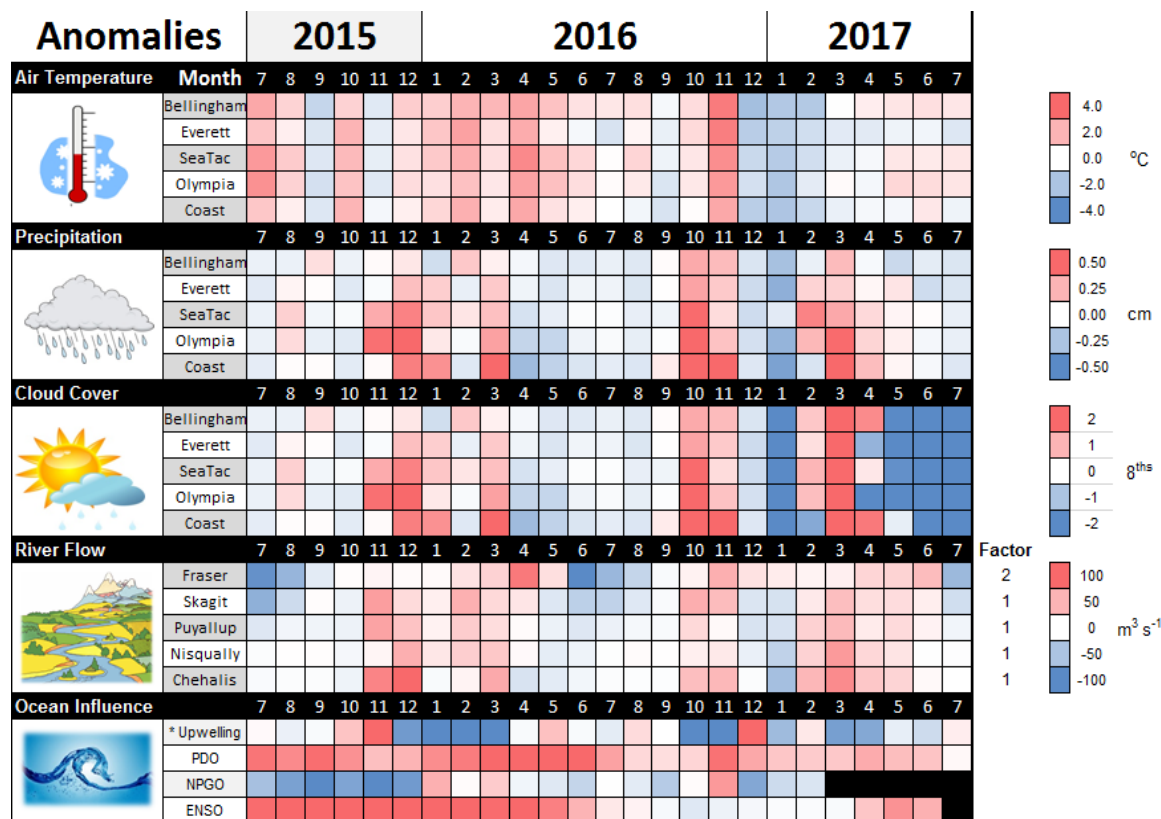 Anomalies 2015 2016 2017
Air Temperature Month 7 8 9 10 11 12 1 2 3 4 5 6 7 8 9 10 11 12 1 2 3 4 5 6 7
Bellingham 4.0
Everett 2.0
SeaTac 0.0 °C
Olympia -2.0
Coast -4.0
Precipitation 7 8 9 10 11 12 1 2 3 4 5 6 7 8 9 10 11 12 1 2 3 4 5 6 7
Bellingham 0.50
Everett 0.25
SeaTac 0.00 cm
Olympia -0.25
Coast -0.50
Cloud Cover 7 8 9 10 11 12 1 2 3 4 5 6 7 8 9 10 11 12 1 2 3 4 5 6 7
Bellingham 2
Everett 1
SeaTac 0 8ths
Olympia -1
Coast -2
River Flow 7 8 9 10 11 12 1 2 3 4 5 6 7 8 9 10 11 12 1 2 3 4 5 6 7 Factor
Fraser 2 100
Skagit 1 50
Puyallup 1 0 m³ s⁻¹
Nisqually 1 -50
Chehalis 1 -100
Ocean Influence 7 8 9 10 11 12 1 2 3 4 5 6 7 8 9 10 11 12 1 2 3 4 5 6 7
* Upwelling
PDO
NPGO
ENSO